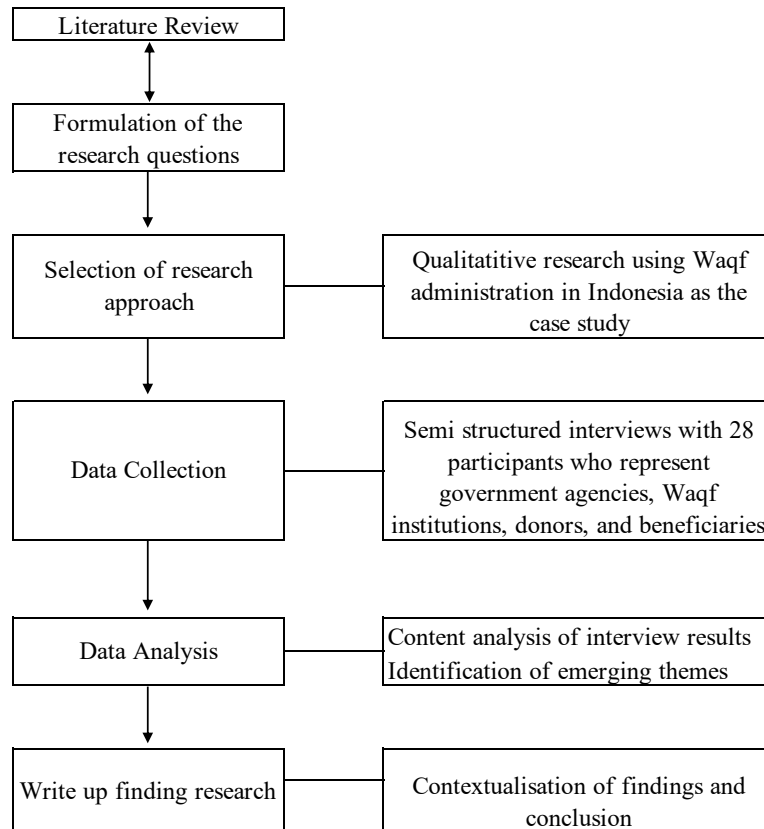 Literature Review
Formulation of the
research questions
Selection of research
approach
Qualitatitive research using Waqf
administration in Indonesia as the
case study
Data Collection
Semi structured interviews with 28
participants who represent
government agencies, Waqf
institutions, donors, and beneficiaries
Data Analysis
Content analysis of interview results
Identification of emerging themes
Write up finding research
Contextualisation of findings and
conclusion